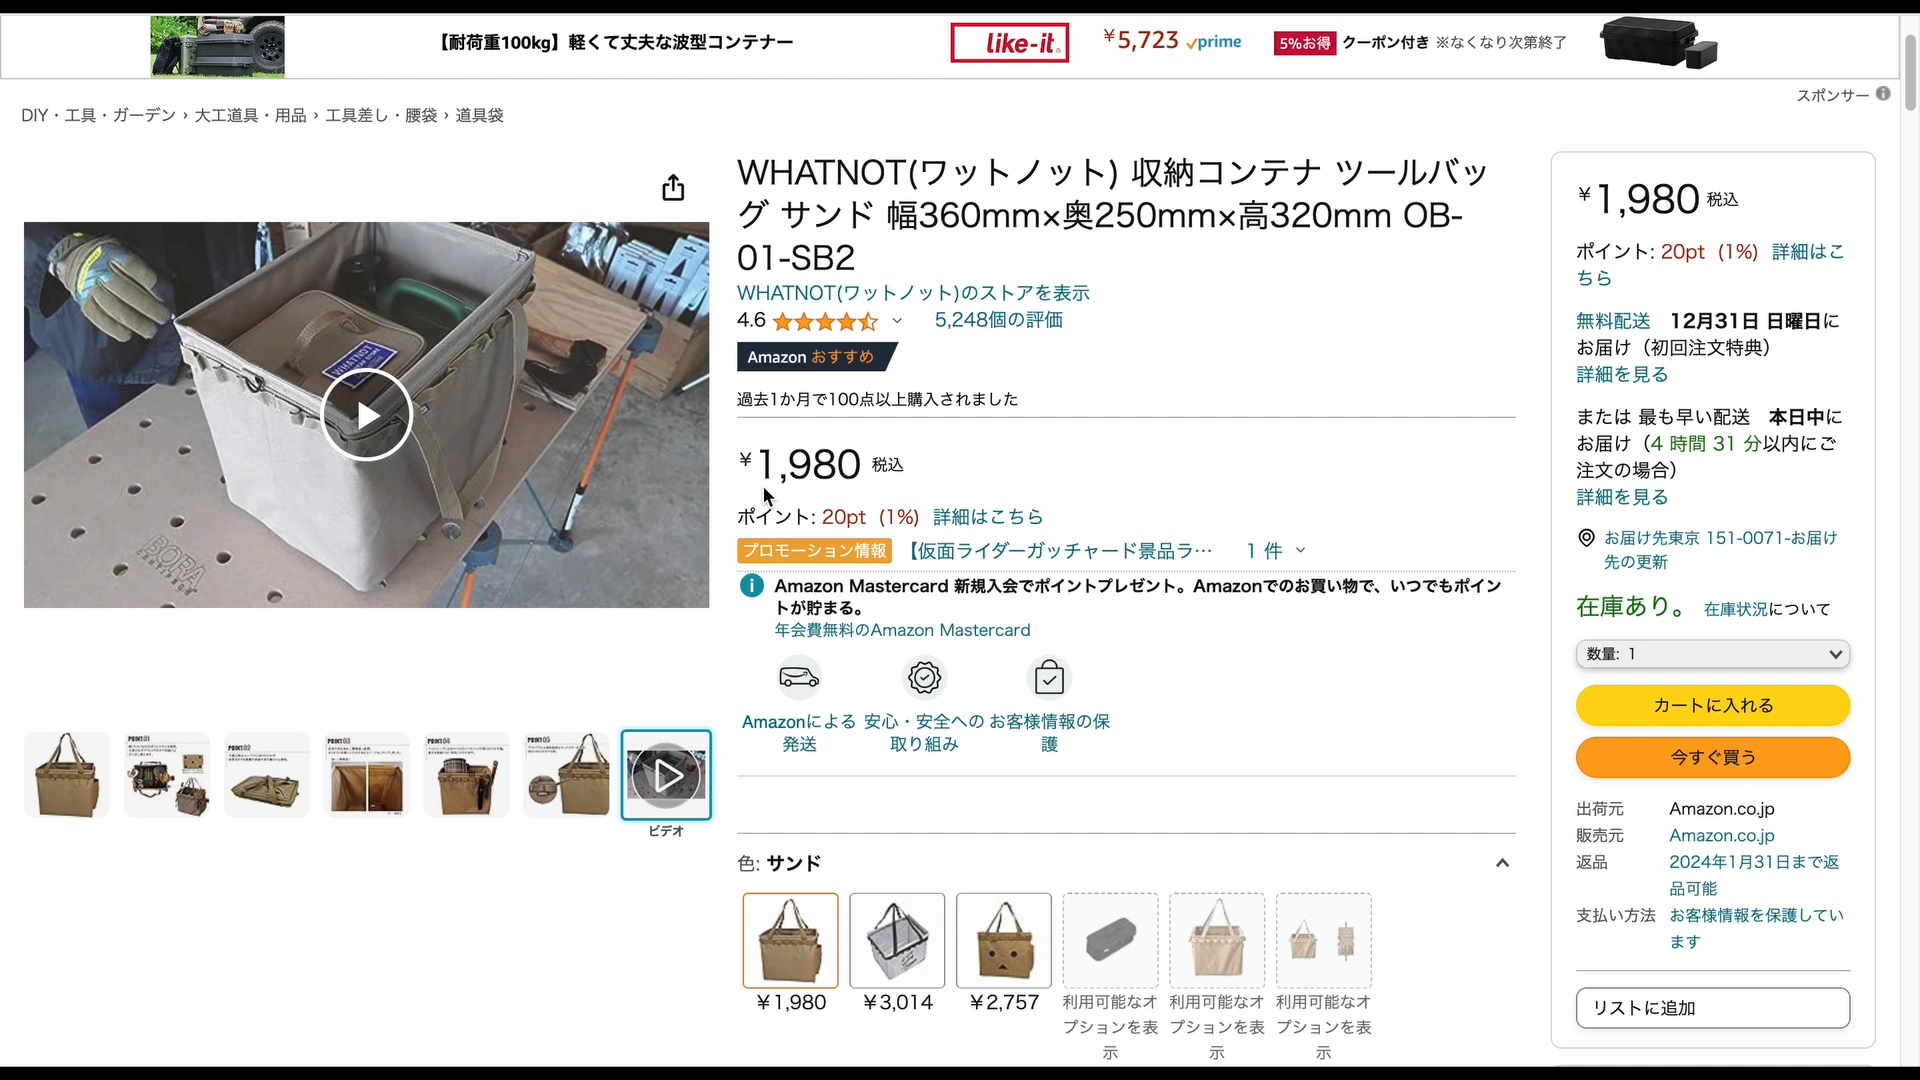 【耐荷重100kg】軽くて丈夫な波型コンテナー
like-it
￥5,723 prime
5%お得 クーポン付き ※なくなり次第終了
スポンサー
DIY・工具・ガーデン › 大工道具・用品 › 工具差し・腰袋 › 道具袋
WHATNOT(ワットノット) 収納コンテナ ツールバッ
グ サンド 幅360mm×奥250mm×高320mm OB-
01-SB2
WHATNOT(ワットノット)のストアを表示
4.6 5,248個の評価
Amazon おすすめ
過去1か月で100点以上購入されました
￥1,980 税込
ポイント: 20pt (1%) 詳細はこちら
プロモーション情報 【仮面ライダーガッチャード景品ラ… 1 件
Amazon Mastercard 新規入会でポイントプレゼント。Amazonでのお買い物で、いつでもポイン
トが貯まる。
年会費無料のAmazon Mastercard
Amazonによる
発送
安心・安全への
取り組み
お客様情報の保
護
色: サンド
￥1,980
￥3,014
￥2,757
利用可能なオ
プションを表
示
利用可能なオ
プションを表
示
利用可能なオ
プションを表
示
WHATNOT
BORA
POINT01
POINT02
POINT03
POINT04
POINT05
ビデオ
￥1,980 税込
ポイント: 20pt (1%) 詳細はこ
ちら
無料配送 12月31日 日曜日に
お届け（初回注文特典）
詳細を見る
または 最も早い配送 本日中に
お届け（4 時間 31 分以内にご
注文の場合）
詳細を見る
お届け先東京 151-0071-お届け
先の更新
在庫あり。 在庫状況について
数量: 1
カートに入れる
今すぐ買う
出荷元 Amazon.co.jp
販売元 Amazon.co.jp
返品 2024年1月31日まで返
品可能
支払い方法 お客様情報を保護してい
ます
リストに追加